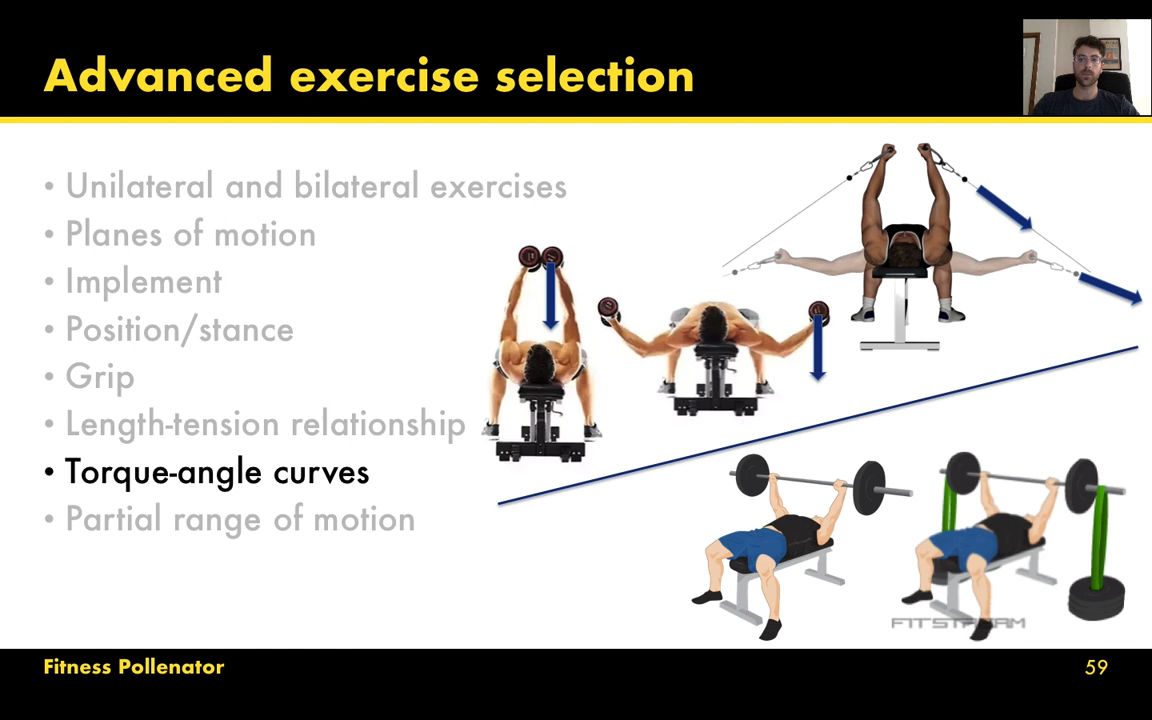 Advanced exercise selection
• Unilateral and bilateral exercises
• Planes of motion
• Implement
• Position/stance
• Grip
• Length-tension relationship
• Torque-angle curves
• Partial range of motion
Fitness Pollenator
59